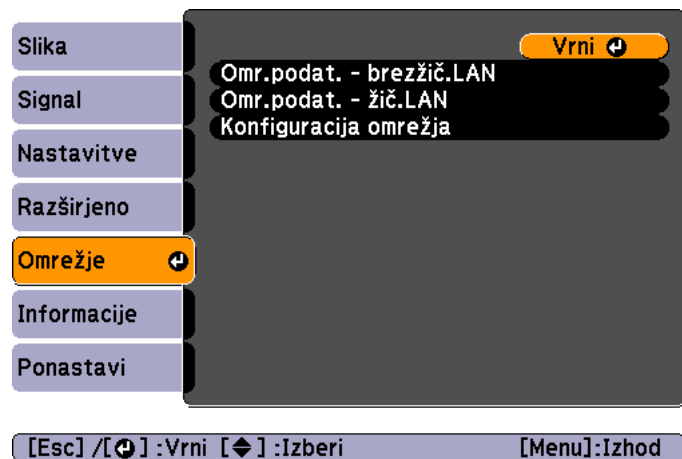 Slika
Signal
Nastavitve
Razširjeno
Omrežje
Informacije
Ponastavi
Vrni
Omr.podat. - brezžič.LAN
Omr.podat. - žič.LAN
Konfiguracija omrežja
[Esc] /[⏎] :Vrni [◆] :Izberi [Menu]:Izhod